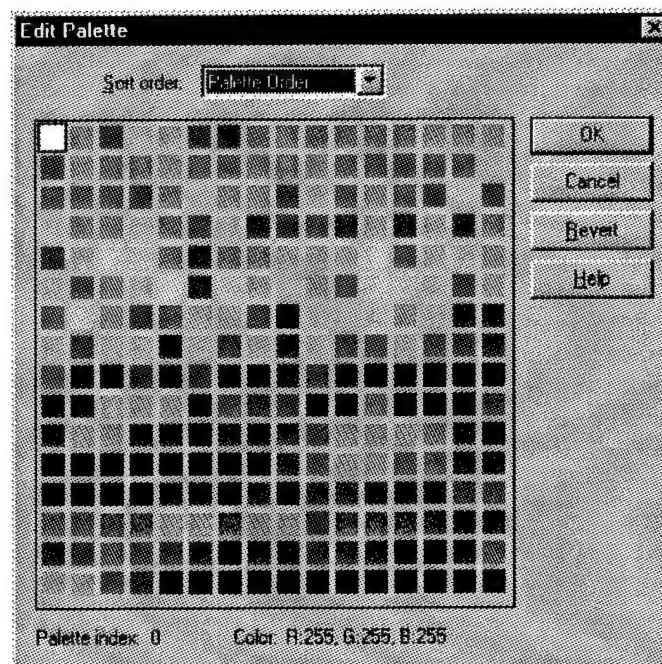 Edit Palette
Sort order: Palette Order
OK
Cancel
Revert
Help
Palette index: 0 Color: R:255, G:255, B:255